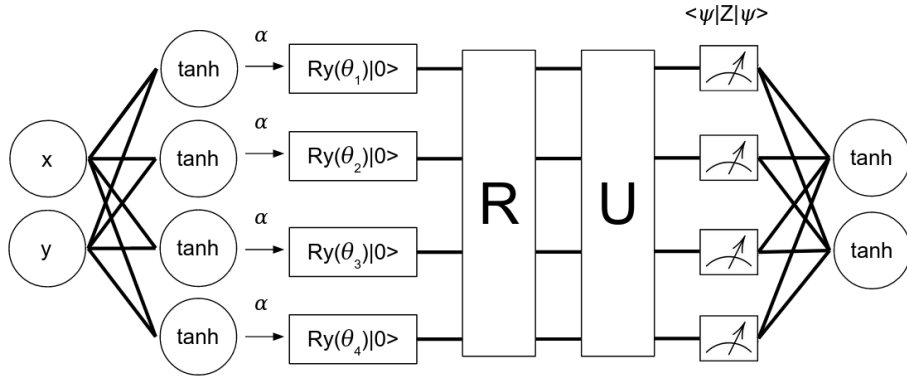 <ψ|Z|ψ>
tanh α Ry(θ₁)|0>
x tanh α Ry(θ₂)|0> tanh
R U
y tanh α Ry(θ₃)|0> tanh
tanh α Ry(θ₄)|0>